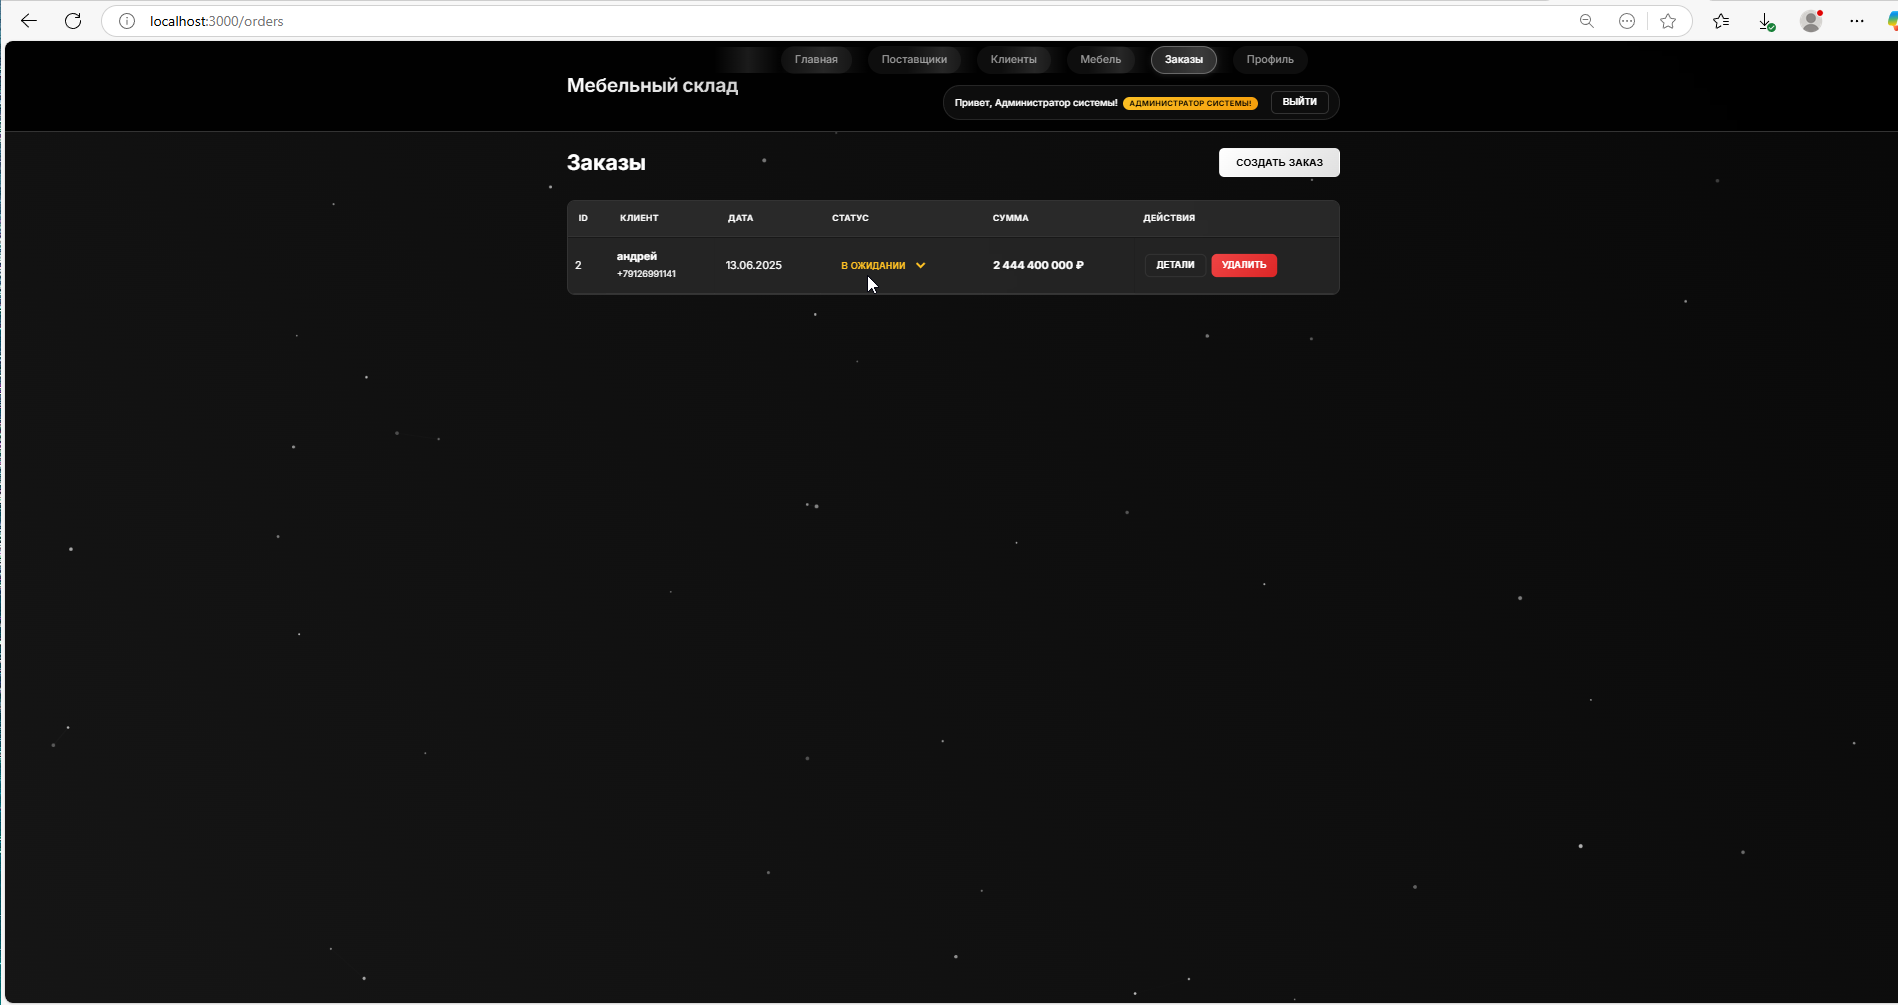 localhost:3000/orders
Главная Поставщики Клиенты Мебель Заказы Профиль
Мебельный склад
Привет, Администратор системы! АДМИНИСТРАТОР СИСТЕМЫ! ВЫЙТИ
Заказы
СОЗДАТЬ ЗАКАЗ
ID КЛИЕНТ ДАТА СТАТУС СУММА ДЕЙСТВИЯ
2 андрей 13.06.2025 В ОЖИДАНИИ 2 444 400 000 ₽ ДЕТАЛИ УДАЛИТЬ
+79126991141